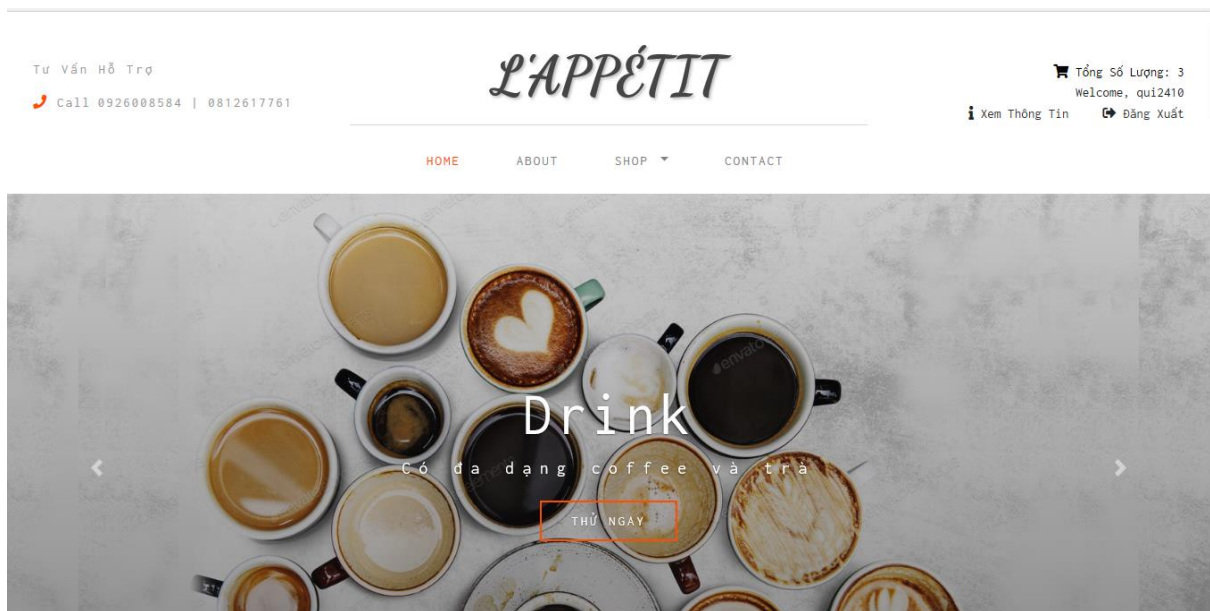 Tư Vấn Hỗ Trợ
Call 0926008584 | 0812617761
L'APPÉTIT
Tổng Số Lượng: 3
Welcome, qui2410
Xem Thông Tin Đăng Xuất
HOME ABOUT SHOP CONTACT
envato
Drink
Có đa dạng coffee và trà
THỬ NGAY